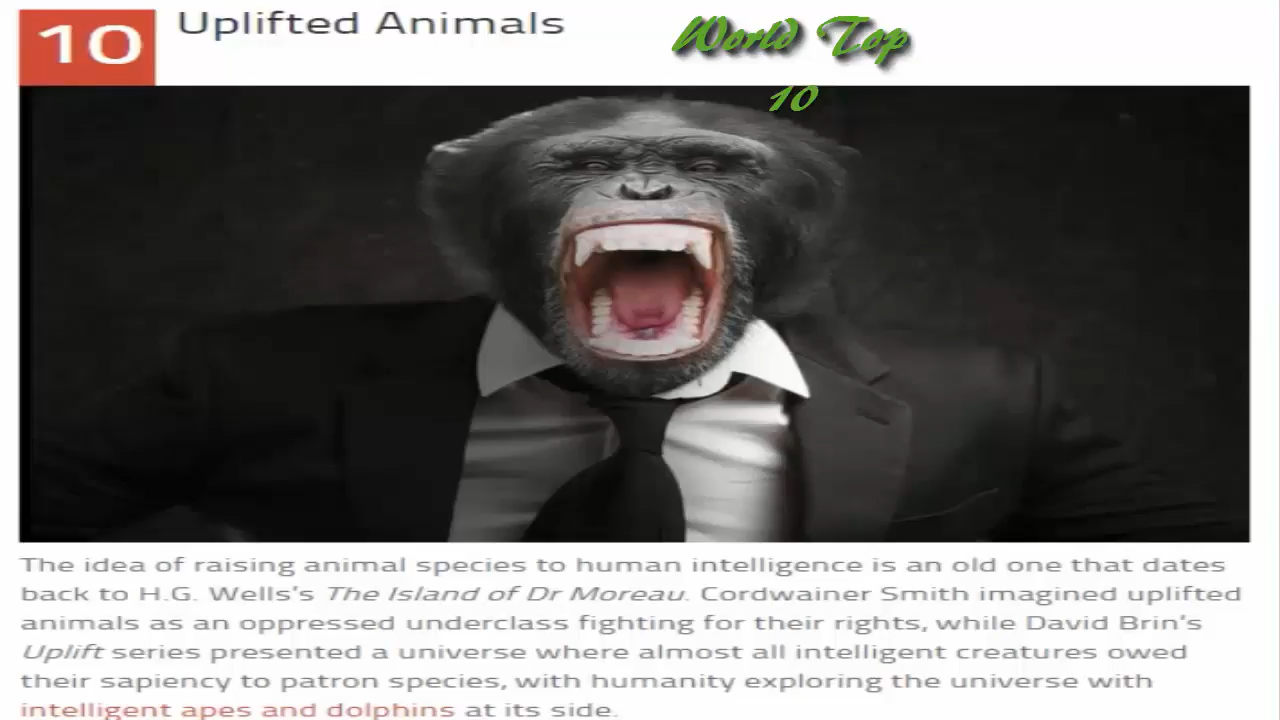 10 Uplifted Animals
World Top
10
The idea of raising animal species to human intelligence is an old one that dates
back to H.G. Wells's The Island of Dr Moreau. Cordwainer Smith imagined uplifted
animals as an oppressed underclass fighting for their rights, while David Brin's
Uplift series presented a universe where almost all intelligent creatures owed
their sapiency to patron species, with humanity exploring the universe with
intelligent apes and dolphins at its side.